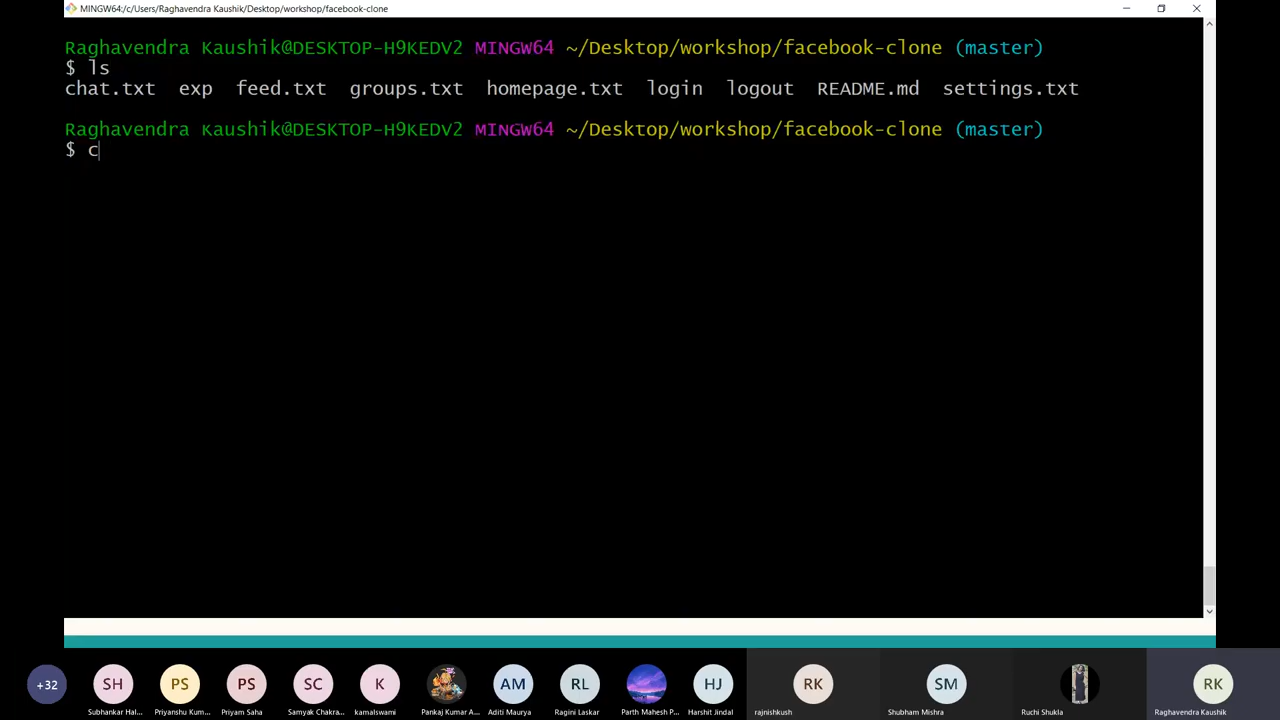 MINGW64:/c/Users/Raghavendra Kaushik/Desktop/workshop/facebook-clone
Raghavendra Kaushik@DESKTOP-H9KEDV2 MINGW64 ~/Desktop/workshop/facebook-clone (master)
$ ls
chat.txt exp feed.txt groups.txt homepage.txt login logout README.md settings.txt
Raghavendra Kaushik@DESKTOP-H9KEDV2 MINGW64 ~/Desktop/workshop/facebook-clone (master)
$ c
+32 SH PS PS SC K AM RL HJ RK SM RK
Subhankar Hal... Priyanshu Kum... Priyam Saha Samyak Chakra... kamalswami Pankaj Kumar A... Aditi Maurya Ragini Laskar Parth Mahesh P... Harshit Jindal rajnishkush Shubham Mishra Ruchi Shukla Raghavendra Kaushik